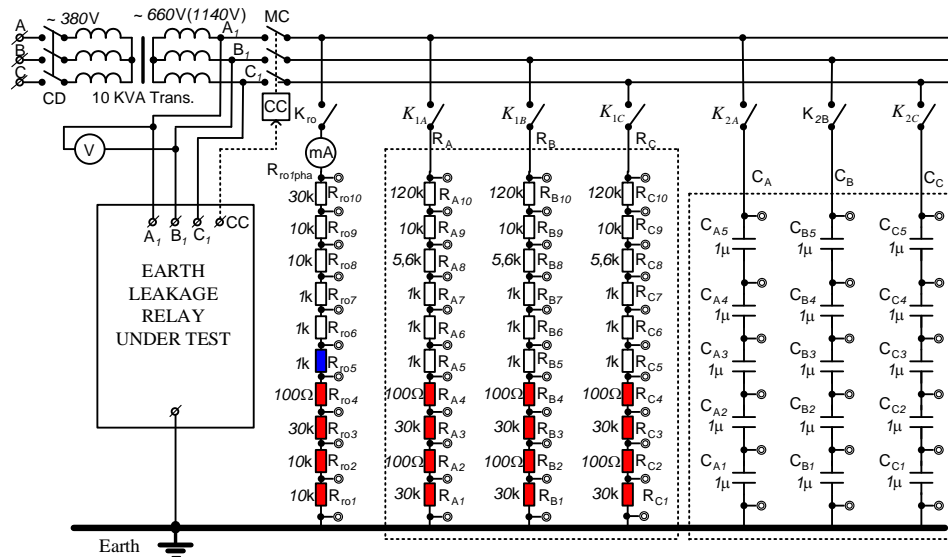 ~ 380V
~ 660V(1140V)
MC
A
B
C
A1
B1
C1
CD
10 KVA Trans.
CC
V
A1 B1 C1 CC
EARTH
LEAKAGE
RELAY
UNDER TEST
Earth
Kro
mA
Rro1pha
30k Rro10
10k Rro9
10k Rro8
1k Rro7
1k Rro6
1k Rro5
100Ω Rro4
30k Rro3
10k Rro2
10k Rro1
K1A
RA
120k RA10
10k RA9
5,6k RA8
1k RA7
1k RA6
1k RA5
100Ω RA4
30k RA3
100Ω RA2
30k RA1
K1B
RB
120k RB10
10k RB9
5,6k RB8
1k RB7
1k RB6
1k RB5
100Ω RB4
30k RB3
100Ω RB2
30k RB1
K1C
RC
120k RC10
10k RC9
5,6k RC8
1k RC7
1k RC6
1k RC5
100Ω RC4
30k RC3
100Ω RC2
30k RC1
K2A
CA
CA5
1μ
CA4
1μ
CA3
1μ
CA2
1μ
CA1
1μ
K2B
CB
CB5
1μ
CB4
1μ
CB3
1μ
CB2
1μ
CB1
1μ
K2C
CC
CC5
1μ
CC4
1μ
CC3
1μ
CC2
1μ
CC1
1μ